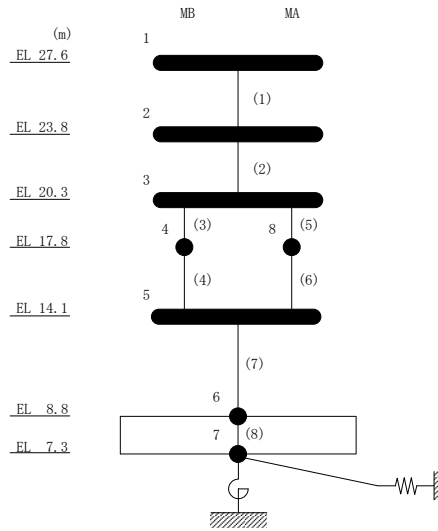 MB MA
(m)
1
EL 27.6
(1)
2
EL 23.8
(2)
3
EL 20.3
4 (3) 8 (5)
EL 17.8
(4) (6)
5
EL 14.1
(7)
6
EL 8.8
7 (8)
EL 7.3